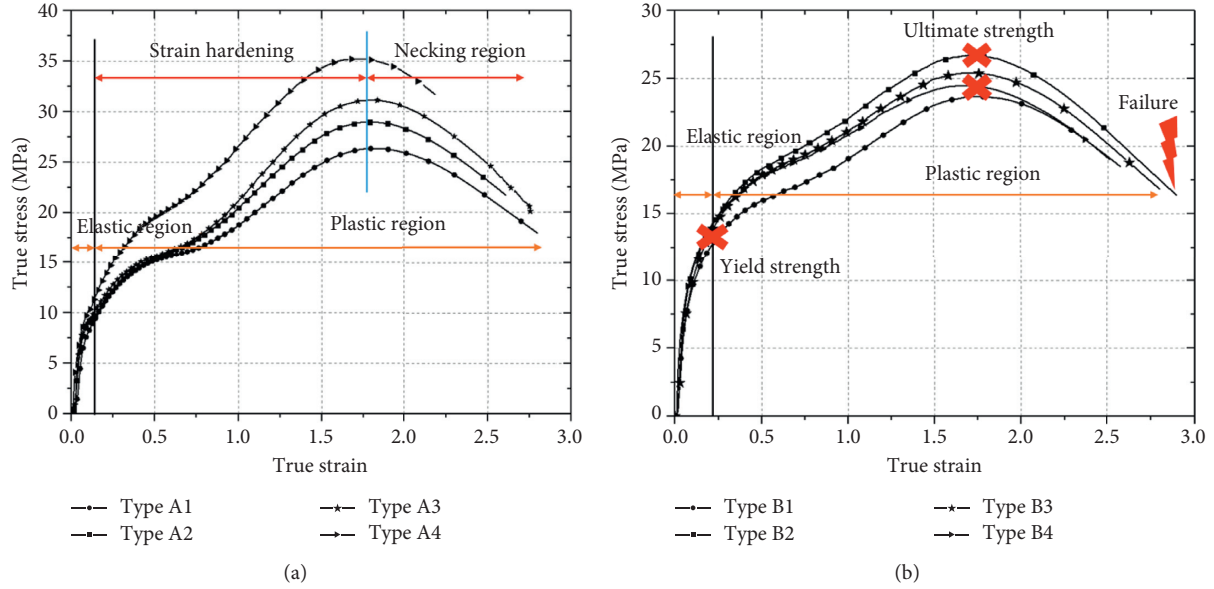 40
35
30
25
20
15
10
5
0
True stress (MPa)
Strain hardening
Necking region
Elastic region
Plastic region
0.0 0.5 1.0 1.5 2.0 2.5 3.0
True strain
Type A1
Type A3
Type A2
Type A4
(a)
30
25
20
15
10
5
0
True stress (MPa)
Ultimate strength
Failure
Elastic region
Plastic region
Yield strength
0.0 0.5 1.0 1.5 2.0 2.5 3.0
True strain
Type B1
Type B3
Type B2
Type B4
(b)